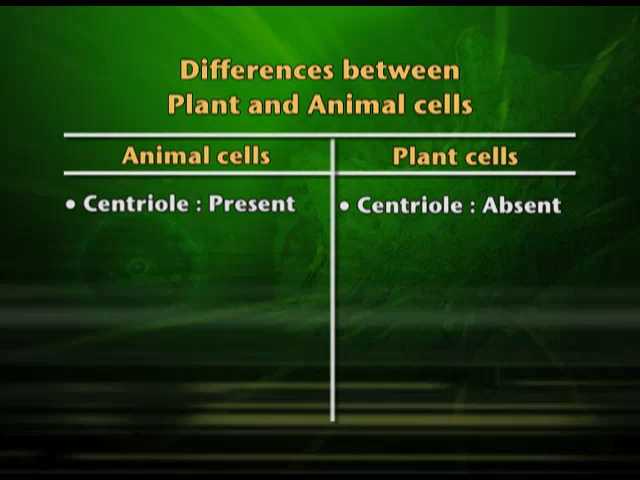 Differences between
Plant and Animal cells
Animal cells
Plant cells
• Centriole : Present
• Centriole : Absent